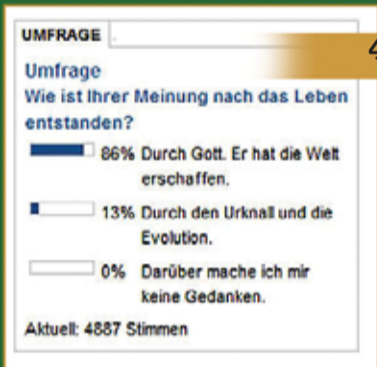 UMFRAGE
4
Umfrage
Wie ist Ihrer Meinung nach das Leben
entstanden?
86% Durch Gott. Er hat die Welt
erschaffen.
13% Durch den Urknall und die
Evolution.
0% Darüber mache ich mir
keine Gedanken.
Aktuell: 4887 Stimmen